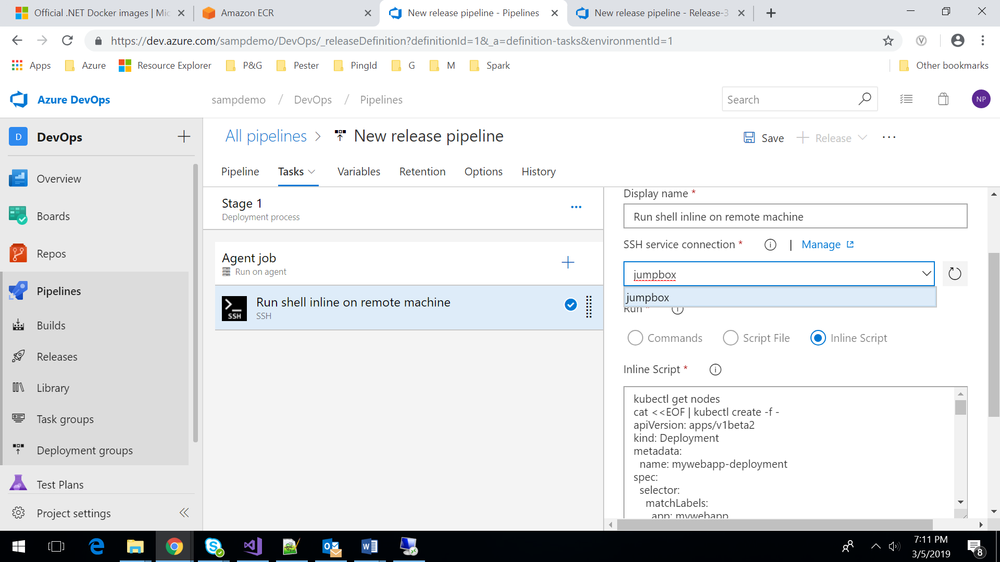 Official .NET Docker images | Mic
Amazon ECR
New release pipeline - Pipelines
New release pipeline - Release-3
https://dev.azure.com/sampdemo/DevOps/_releaseDefinition?definitionId=1&_a=definition-tasks&environmentId=1
Apps
Azure
Resource Explorer
P&G
Pester
PingId
G
M
Spark
Other bookmarks
Azure DevOps
sampdemo / DevOps / Pipelines
Search
NP
D
DevOps
All pipelines > New release pipeline
Save
Release
Pipeline
Tasks
Variables
Retention
Options
History
Overview
Boards
Repos
Pipelines
Builds
Releases
Library
Task groups
Deployment groups
Test Plans
Project settings
Stage 1
Deployment process
Agent job
Run on agent
SSH
Run shell inline on remote machine
SSH
Display name *
Run shell inline on remote machine
SSH service connection * | Manage
jumpbox
jumpbox
Run *
Commands
Script File
Inline Script
Inline Script *
kubectl get nodes
cat <<EOF | kubectl create -f -
apiVersion: apps/v1beta2
kind: Deployment
metadata:
name: mywebapp-deployment
spec:
selector:
matchLabels:
app: mywebapp
7:11 PM
3/5/2019
8